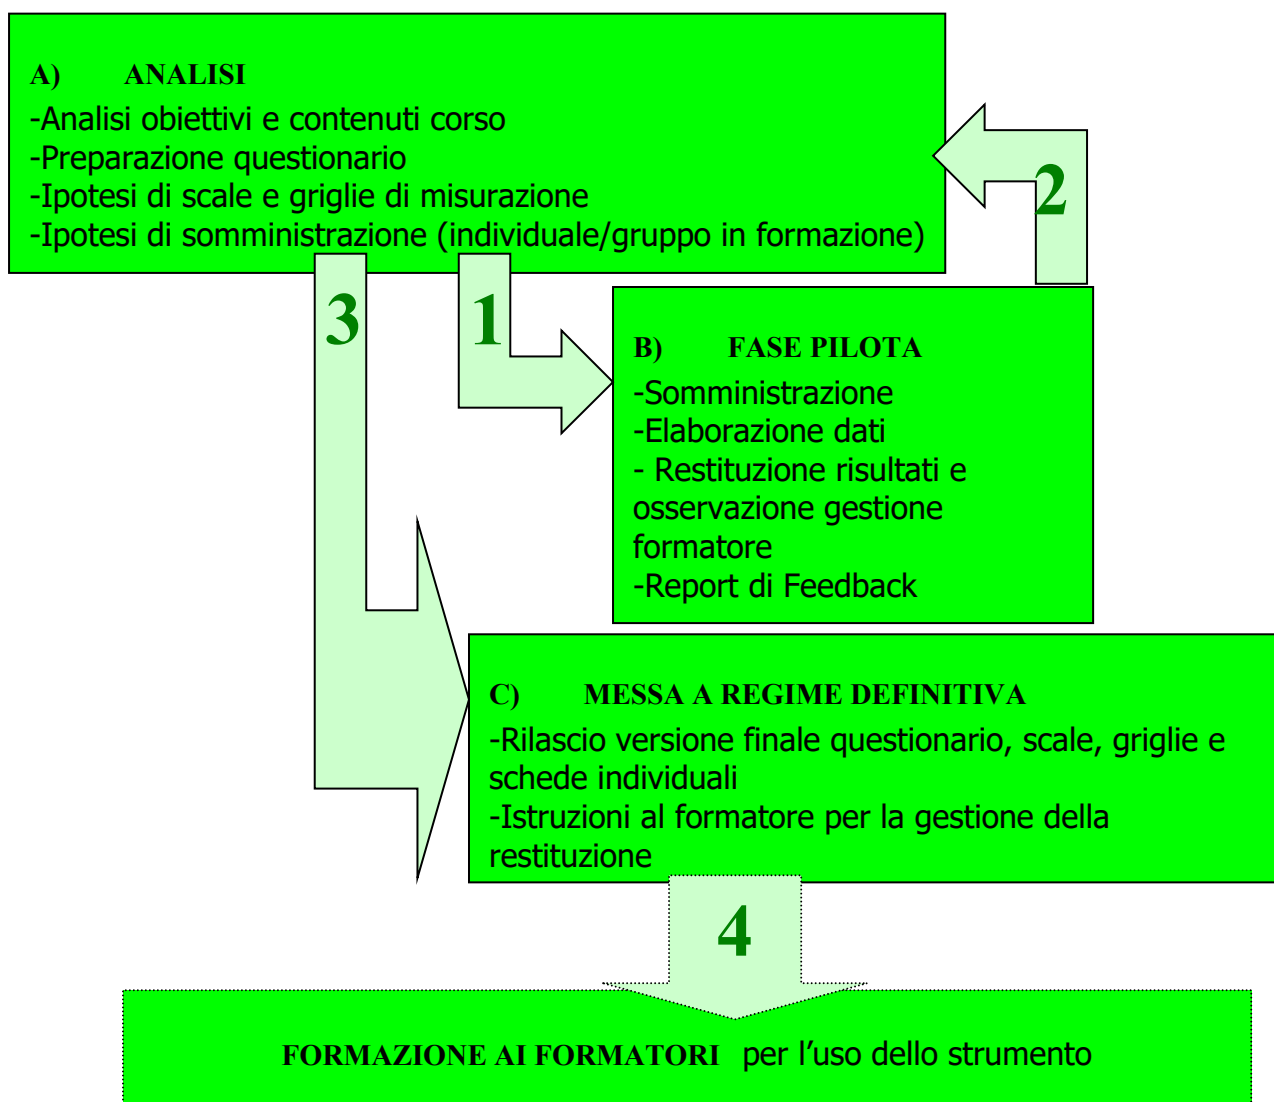 A) ANALISI
-Analisi obiettivi e contenuti corso
-Preparazione questionario
-Ipotesi di scale e griglie di misurazione
-Ipotesi di somministrazione (individuale/gruppo in formazione)
2
3
1
B) FASE PILOTA
-Somministrazione
-Elaborazione dati
- Restituzione risultati e
osservazione gestione
formatore
-Report di Feedback
C) MESSA A REGIME DEFINITIVA
-Rilascio versione finale questionario, scale, griglie e
schede individuali
-Istruzioni al formatore per la gestione della
restituzione
4
FORMAZIONE AI FORMATORI per l’uso dello strumento